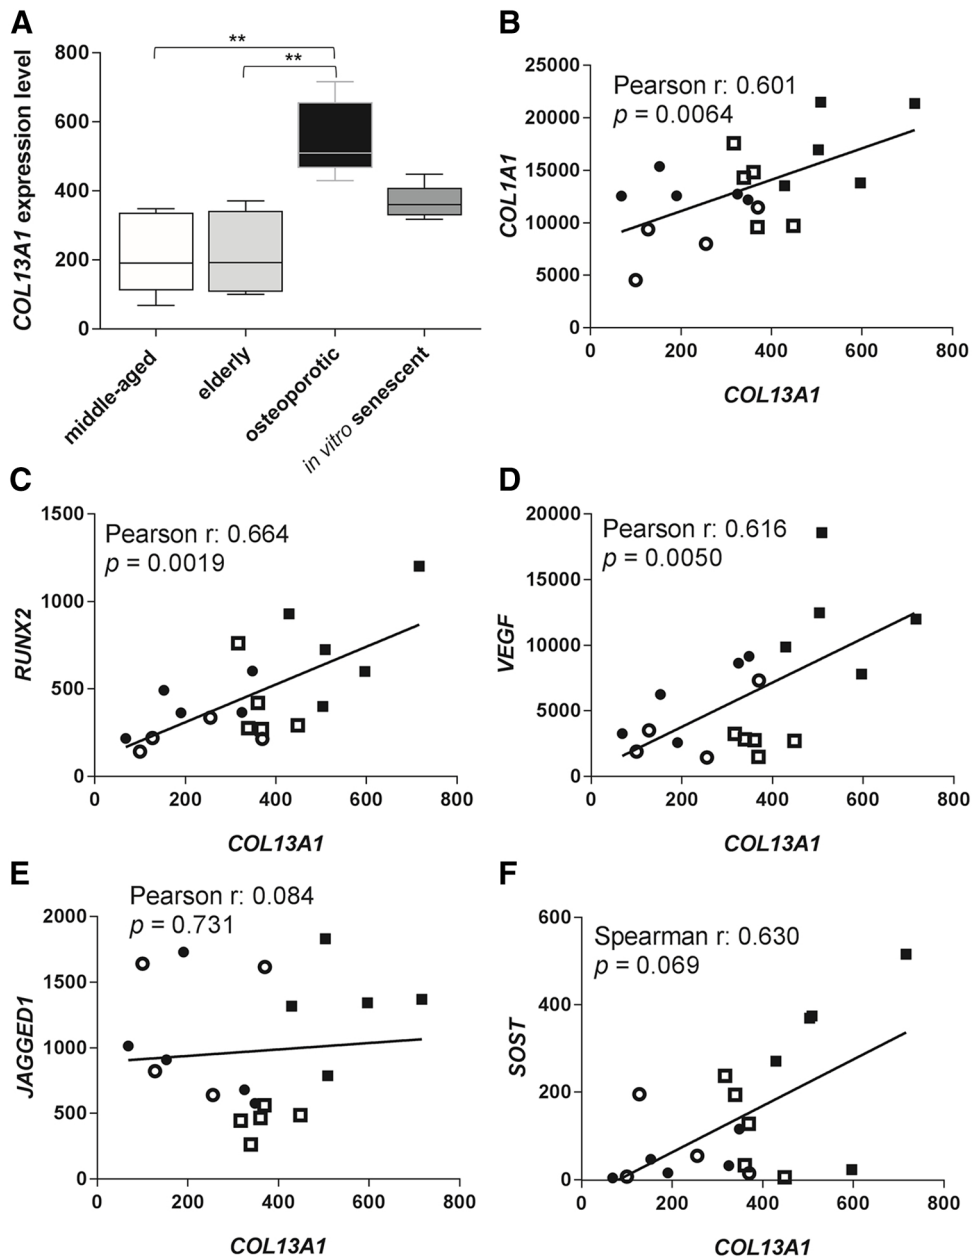 A
COL13A1 expression level
800
600
400
200
0
**
**
middle-aged
elderly
osteoporotic
in vitro senescent
B
Pearson r: 0.601
p = 0.0064
COL1A1
25000
20000
15000
10000
5000
0
0 200 400 600 800
COL13A1
C
Pearson r: 0.664
p = 0.0019
RUNX2
1500
1000
500
0
0 200 400 600 800
COL13A1
D
Pearson r: 0.616
p = 0.0050
VEGF
20000
15000
10000
5000
0
0 200 400 600 800
COL13A1
E
Pearson r: 0.084
p = 0.731
JAGGED1
2000
1500
1000
500
0
0 200 400 600 800
COL13A1
F
Spearman r: 0.630
p = 0.069
SOST
600
400
200
0
0 200 400 600 800
COL13A1